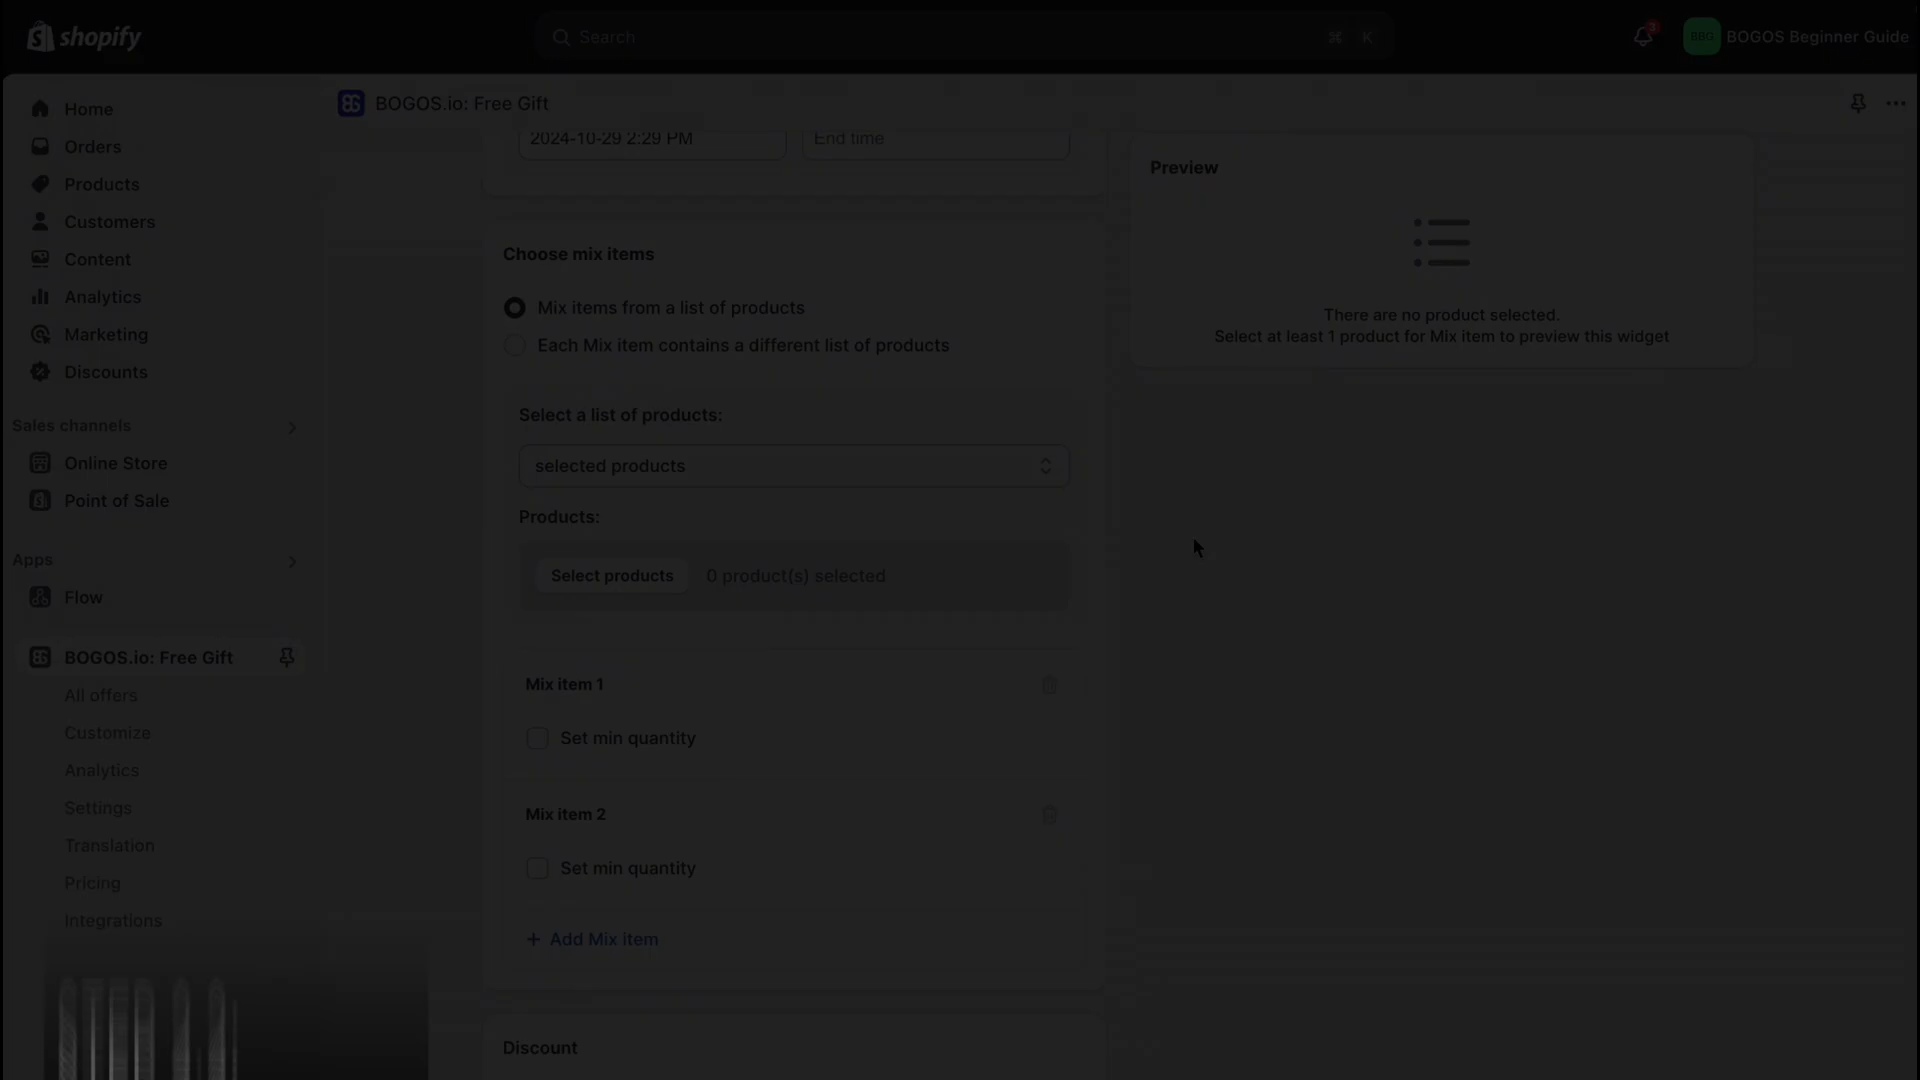 shopify
Search
⌘ K
3
BBG
BOGOS Beginner Guide
Home
Orders
Products
Customers
Content
Analytics
Marketing
Discounts
Sales channels
Online Store
Point of Sale
Apps
Flow
BOGOS.io: Free Gift
All offers
Customize
Analytics
Settings
Translation
Pricing
Integrations
BOGOS.io: Free Gift
2024-10-29 2:29 PM
End time
Choose mix items
Mix items from a list of products
Each Mix item contains a different list of products
Select a list of products:
selected products
Products:
Select products
0 product(s) selected
Mix item 1
Set min quantity
Mix item 2
Set min quantity
+ Add Mix item
Discount
Preview
There are no product selected.
Select at least 1 product for Mix item to preview this widget